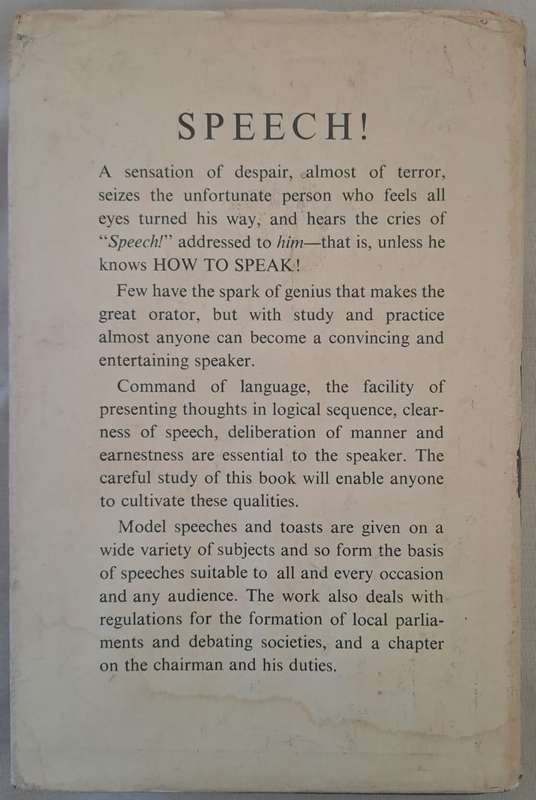 SPEECH!
A sensation of despair, almost of terror,
seizes the unfortunate person who feels all
eyes turned his way, and hears the cries of
“Speech!” addressed to him—that is, unless he
knows HOW TO SPEAK!
Few have the spark of genius that makes the
great orator, but with study and practice
almost anyone can become a convincing and
entertaining speaker.
Command of language, the facility of
presenting thoughts in logical sequence, clear-
ness of speech, deliberation of manner and
earnestness are essential to the speaker. The
careful study of this book will enable anyone
to cultivate these qualities.
Model speeches and toasts are given on a
wide variety of subjects and so form the basis
of speeches suitable to all and every occasion
and any audience. The work also deals with
regulations for the formation of local parlia-
ments and debating societies, and a chapter
on the chairman and his duties.